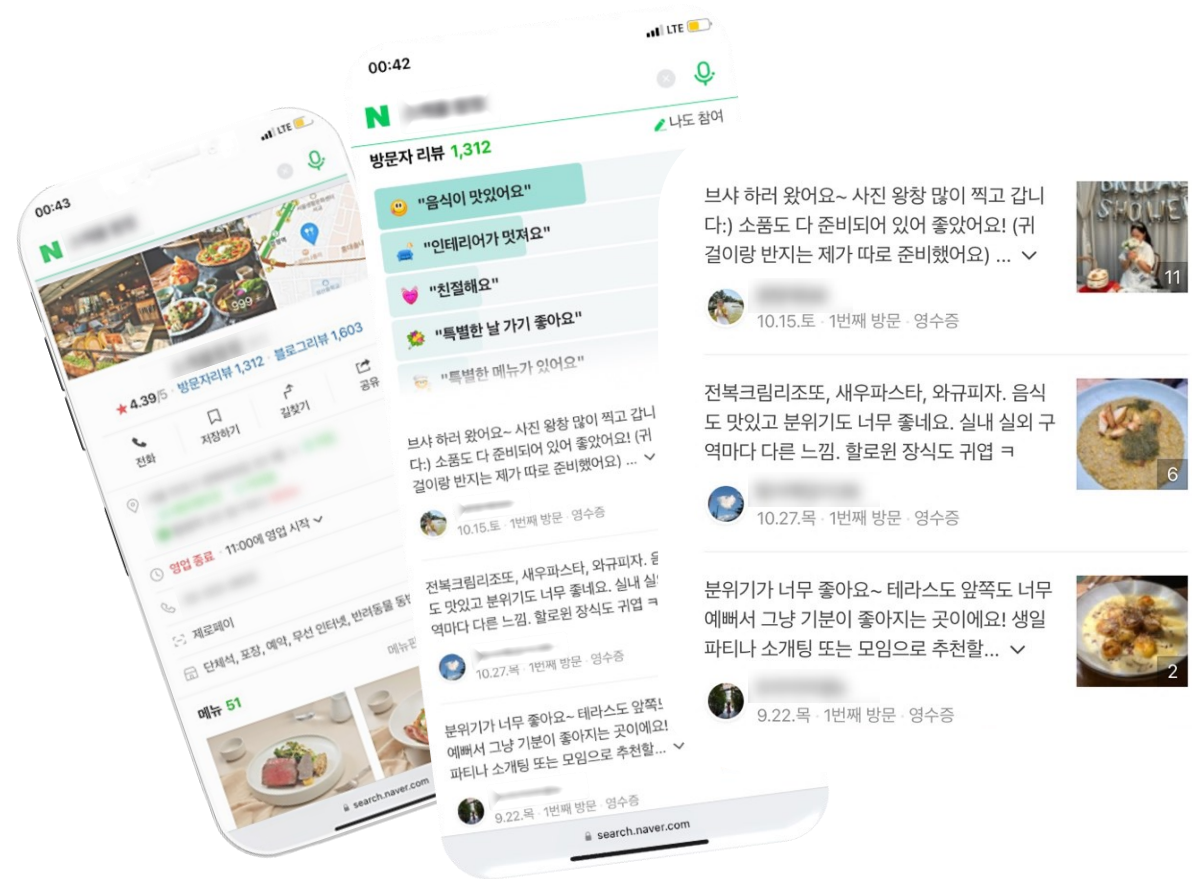 00:43
LTE
N
999+
★4.39/5 · 방문자리뷰 1,312 · 블로그리뷰 1,603
전화
저장하기
길찾기
공유
영업 종료 · 11:00에 영업 시작
제로페이
단체석, 포장, 예약, 무선 인터넷, 반려동물 동반
메뉴판
메뉴 51
search.naver.com
00:42
LTE
N
나도 참여
방문자 리뷰 1,312
"음식이 맛있어요"
"인테리어가 멋져요"
"친절해요"
"특별한 날 가기 좋아요"
"특별한 메뉴가 있어요"
브샤 하러 왔어요~ 사진 왕창 많이 찍고 갑니
다:) 소품도 다 준비되어 있어 좋았어요! (귀
걸이랑 반지는 제가 따로 준비했어요) ...
10.15.토 · 1번째 방문 · 영수증
전복크림리조또, 새우파스타, 와규피자. 음
도 맛있고 분위기도 너무 좋네요. 실내 실
역마다 다른 느낌. 할로윈 장식도 귀엽 ㅋ
10.27.목 · 1번째 방문 · 영수증
분위기가 너무 좋아요~ 테라스도 앞쪽도
예뻐서 그냥 기분이 좋아지는 곳이에요!
파티나 소개팅 또는 모임으로 추천할...
9.22.목 · 1번째 방문 · 영수증
search.naver.com
브샤 하러 왔어요~ 사진 왕창 많이 찍고 갑니
다:) 소품도 다 준비되어 있어 좋았어요! (귀
걸이랑 반지는 제가 따로 준비했어요) ...
11
10.15.토 · 1번째 방문 · 영수증
전복크림리조또, 새우파스타, 와규피자. 음식
도 맛있고 분위기도 너무 좋네요. 실내 실외 구
역마다 다른 느낌. 할로윈 장식도 귀엽 ㅋ
6
10.27.목 · 1번째 방문 · 영수증
분위기가 너무 좋아요~ 테라스도 앞쪽도 너무
예뻐서 그냥 기분이 좋아지는 곳이에요! 생일
파티나 소개팅 또는 모임으로 추천할...
2
9.22.목 · 1번째 방문 · 영수증